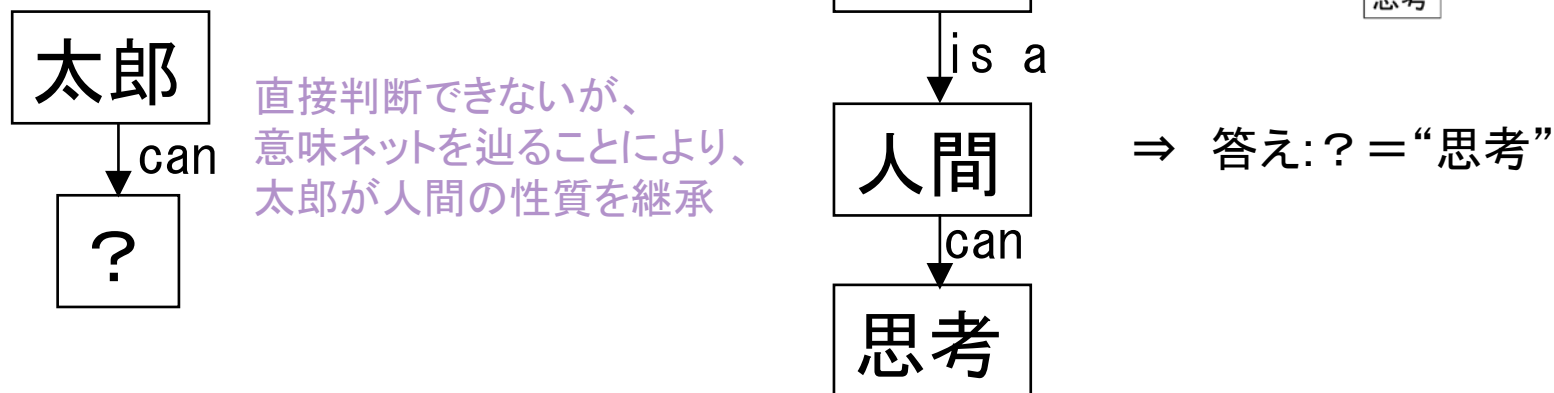 太郎
can
?
直接判断できないが、
意味ネットを辿ることにより、
太郎が人間の性質を継承
is a
人間
can
思考
⇒ 答え:?＝“思考”
思考